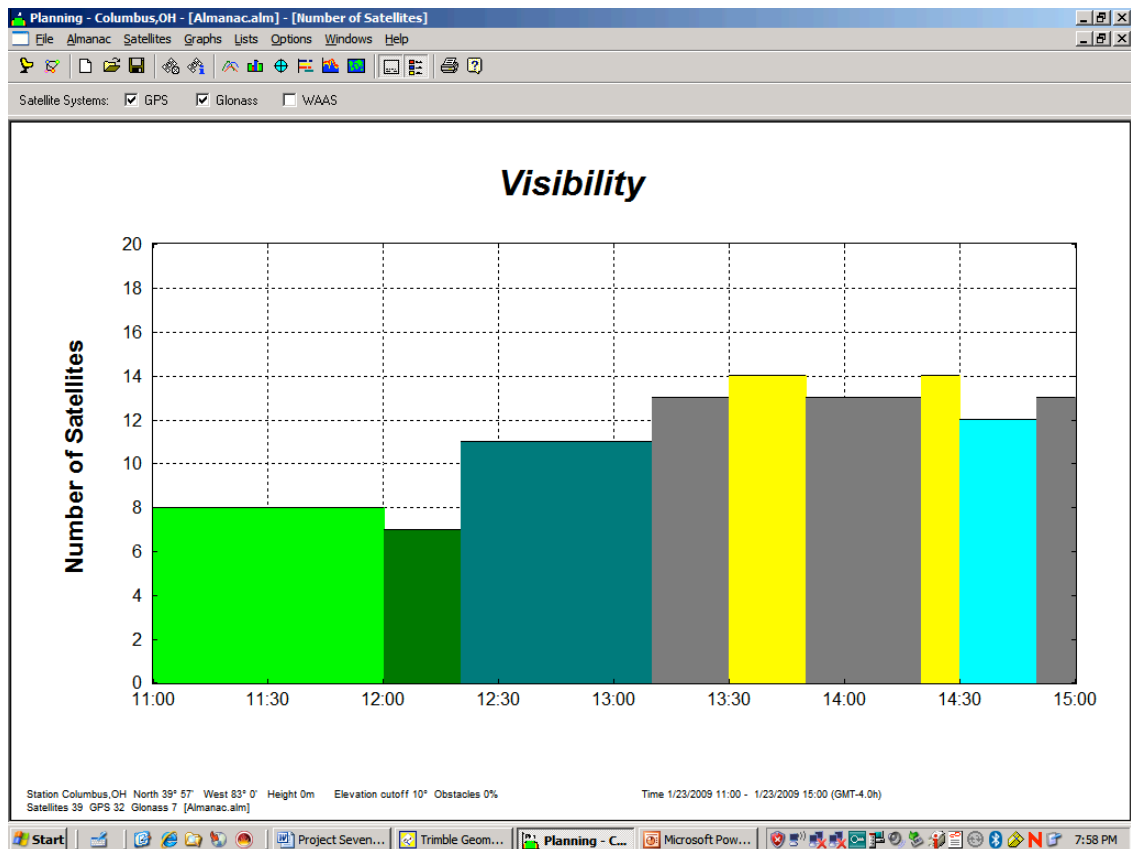 Planning - Columbus,OH - [Almanac.alm] - [Number of Satellites]
File Almanac Satellites Graphs Lists Options Windows Help
Satellite Systems: GPS Glonass WAAS
Visibility
Number of Satellites
20
18
16
14
12
10
8
6
4
2
0
11:00 11:30 12:00 12:30 13:00 13:30 14:00 14:30 15:00
Station Columbus,OH North 39° 57' West 83° 0' Height 0m Elevation cutoff 10° Obstacles 0% Time 1/23/2009 11:00 - 1/23/2009 15:00 (GMT-4.0h)
Satellites 39 GPS 32 Glonass 7 [Almanac.alm]
Start Project Seven... Trimble Geom... Planning - C... Microsoft Pow... 7:58 PM